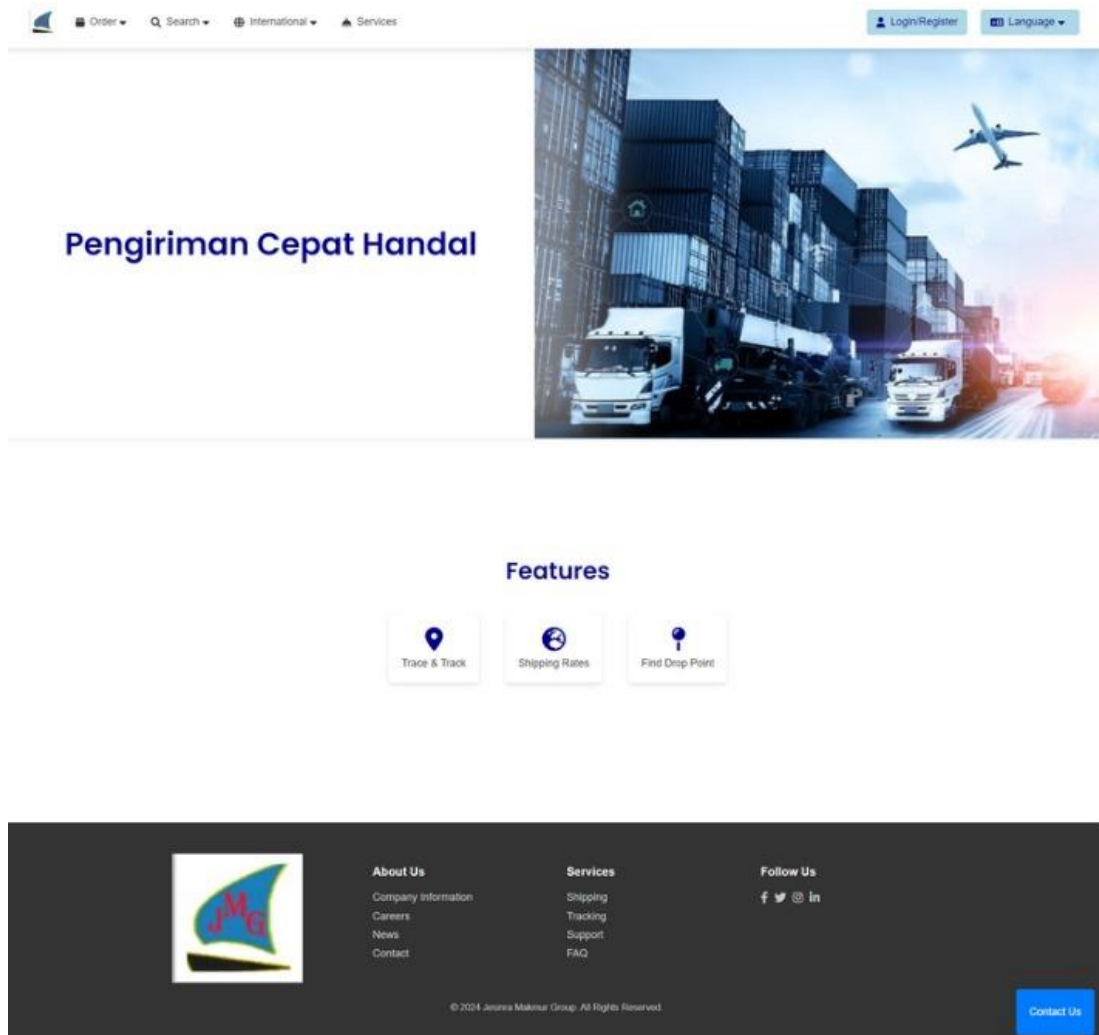 Order
Search
International
Services
Login/Register
Language
Pengiriman Cepat Handal
Features
Trace & Track
Shipping Rates
Find Drop Point
JMG
About Us
Company Information
Careers
News
Contact
Services
Shipping
Tracking
Support
FAQ
Follow Us
© 2024 Jesinra Makmur Group. All Rights Reserved.
Contact Us